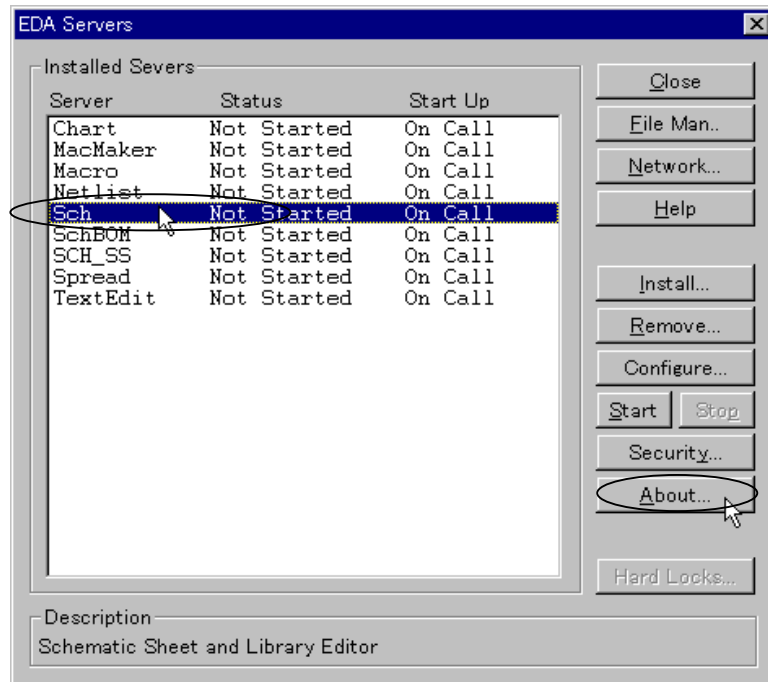 EDA Servers
Installed Severs
Server Status Start Up
Chart Not Started On Call
MacMaker Not Started On Call
Macro Not Started On Call
Netlist Not Started On Call
Sch Not Started On Call
SchBOM Not Started On Call
SCH_SS Not Started On Call
Spread Not Started On Call
TextEdit Not Started On Call
Close
File Man..
Network...
Help
Install...
Remove...
Configure...
Start Stop
Security...
About...
Hard Locks...
Description
Schematic Sheet and Library Editor